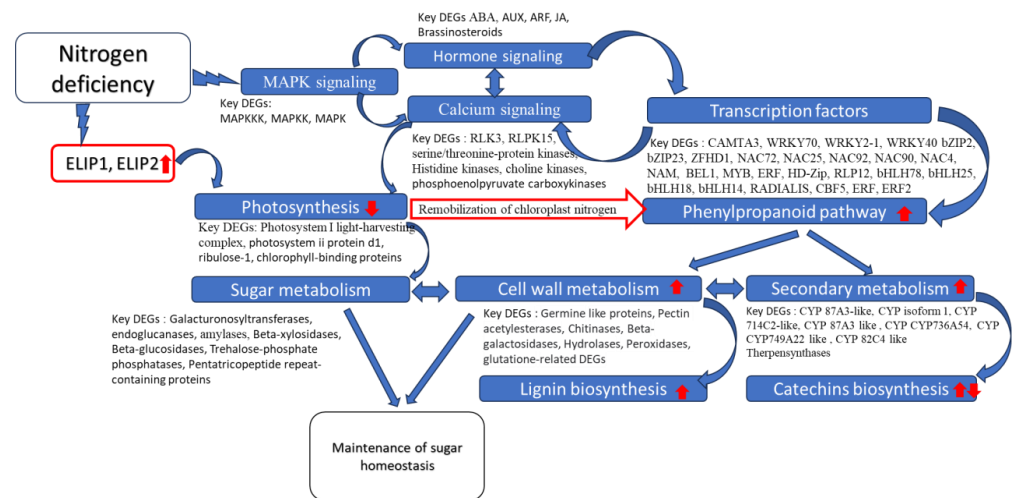 Nitrogen
deficiency
Key DEGs ABA, AUX, ARF, JA,
Brassinosteroids
Hormone signaling
MAPK signaling
Key DEGs:
MAPKKK, MAPKK, MAPK
Calcium signaling
Key DEGs : RLK3, RLPK15,
serine/threonine-protein kinases,
Histidine kinases, choline kinases,
phosphoenolpyruvate carboxykinases
Transcription factors
Key DEGs : CAMTA3, WRKY70, WRKY2-1, WRKY40 bZIP2,
bZIP23, ZFHD1, NAC72, NAC25, NAC92, NAC90, NAC4,
NAM, BEL1, MYB, ERF, HD-Zip, RLP12, bHLH78, bHLH25,
bHLH18, bHLH14, RADIALIS, CBF5, ERF, ERF2
ELIP1, ELIP2
Photosynthesis
Remobilization of chloroplast nitrogen
Phenylpropanoid pathway
Key DEGs: Photosystem I light-harvesting
complex, photosystem ii protein d1,
ribulose-1, chlorophyll-binding proteins
Sugar metabolism
Cell wall metabolism
Secondary metabolism
Key DEGs : Galacturonosyltransferases,
endoglucanases, amylases, Beta-xylosidases,
Beta-glucosidases, Trehalose-phosphate
phosphatases, Pentatricopeptide repeat-
containing proteins
Key DEGs : Germine like proteins, Pectin
acetylesterases, Chitinases, Beta-
galactosidases, Hydrolases, Peroxidases,
glutatione-related DEGs
Key DEGs : CYP 87A3-like, CYP isoform 1, CYP
714C2-like, CYP 87A3 like , CYP CYP736A54, CYP
CYP749A22 like , CYP 82C4 like
Therpensynthases
Lignin biosynthesis
Catechins biosynthesis
Maintenance of sugar
homeostasis